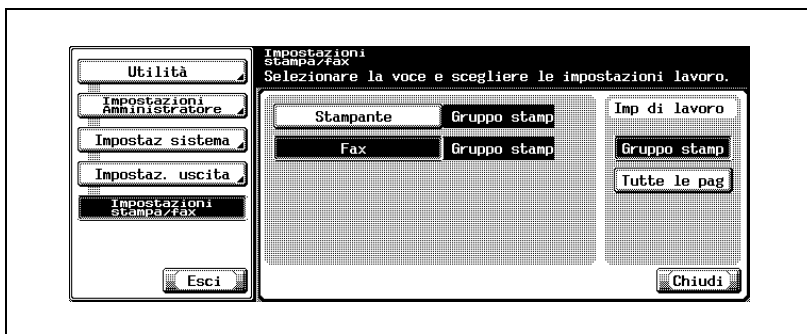 Utilità
Impostazioni
Amministratore
Impostaz sistema
Impostaz. uscita
Impostazioni
stampa/fax
Esci
Impostazioni
stampa/fax
Selezionare la voce e scegliere le impostazioni lavoro.
Stampante Gruppo stamp
Fax Gruppo stamp
Imp di lavoro
Gruppo stamp
Tutte le pag
Chiudi